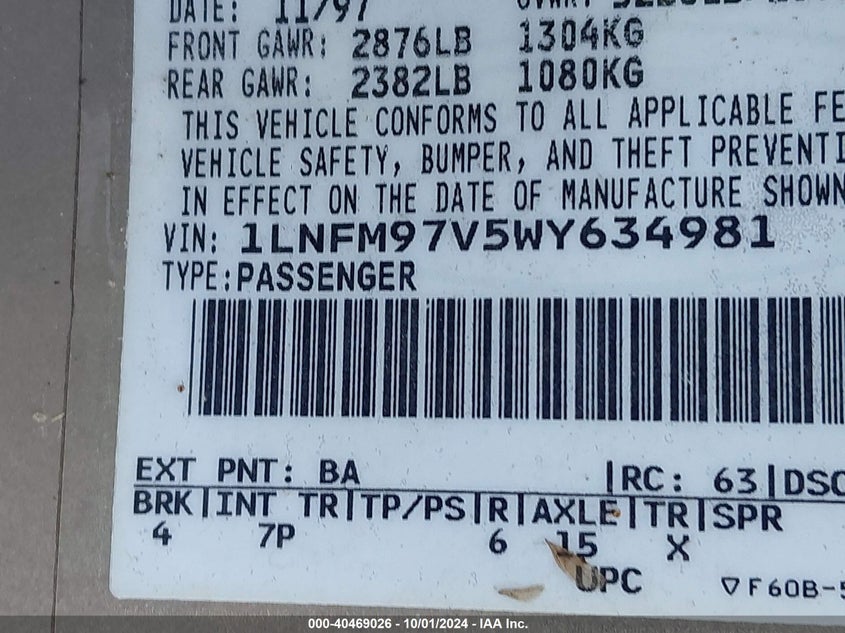 DATE: 11/97
FRONT GAWR: 2876LB 1304KG
REAR GAWR: 2382LB 1080KG
THIS VEHICLE CONFORMS TO ALL APPLICABLE FE
VEHICLE SAFETY, BUMPER, AND THEFT PREVENTI
IN EFFECT ON THE DATE OF MANUFACTURE SHOWN
VIN: 1LNFM97V5WY634981
TYPE:PASSENGER
EXT PNT: BA |RC: 63|DSO
BRK|INT TR|TP/PS|R|AXLE|TR|SPR
4 7P 6 15 X
UPC ▽F60B-5
000-40469026 - 10/01/2024 - IAA Inc.